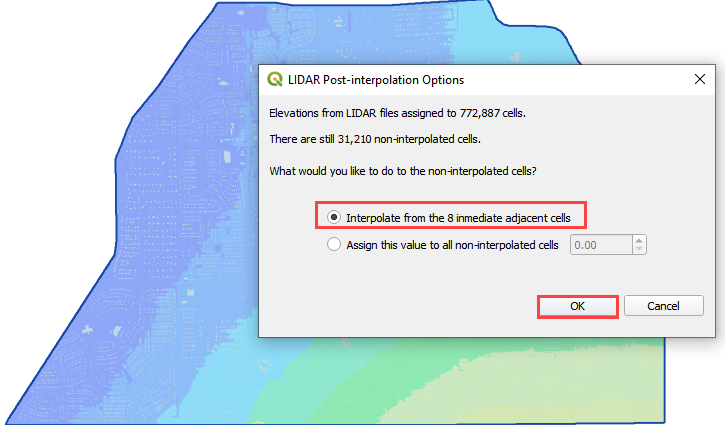 LIDAR Post-interpolation Options
Elevations from LIDAR files assigned to 772,887 cells.
There are still 31,210 non-interpolated cells.
What would you like to do to the non-interpolated cells?
Interpolate from the 8 inmediate adjacent cells
Assign this value to all non-interpolated cells 0.00
OK Cancel